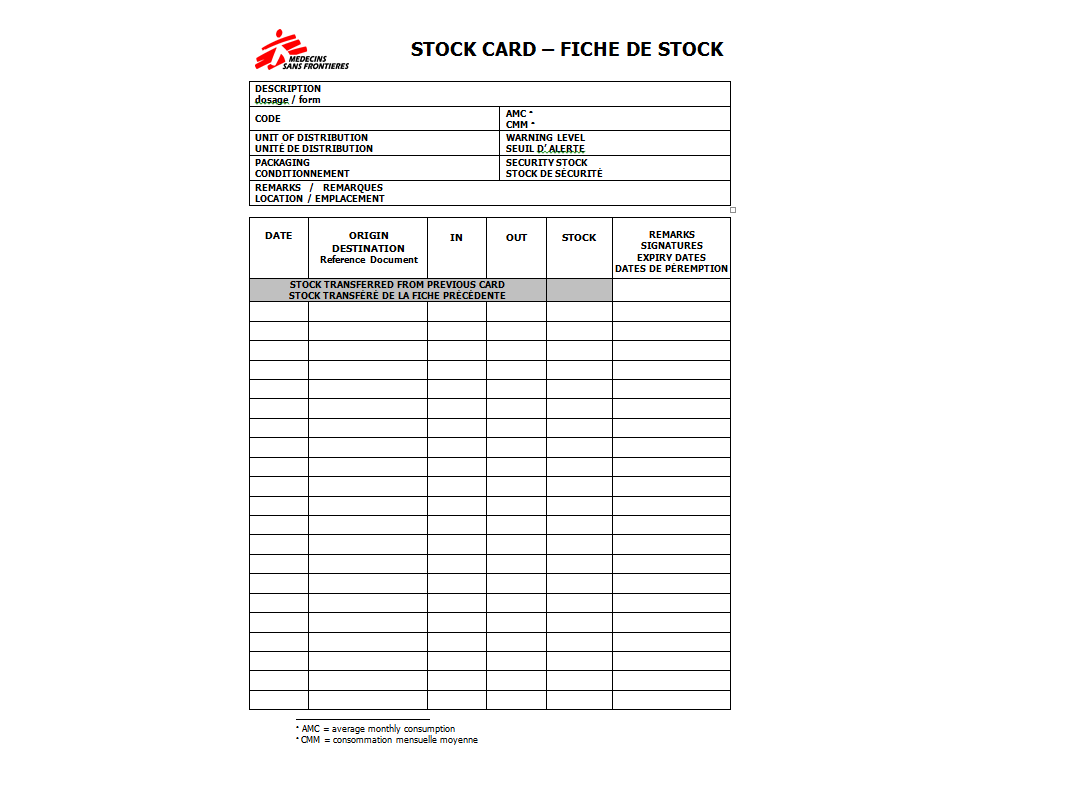 MEDECINS
SANS FRONTIERES
STOCK CARD – FICHE DE STOCK
DESCRIPTION
dosage / form
CODE
AMC *
CMM *
UNIT OF DISTRIBUTION
UNITÉ DE DISTRIBUTION
WARNING LEVEL
SEUIL D'ALERTE
PACKAGING
CONDITIONNEMENT
SECURITY STOCK
STOCK DE SÉCURITÉ
REMARKS / REMARQUES
LOCATION / EMPLACEMENT
DATE
ORIGIN
DESTINATION
Reference Document
IN
OUT
STOCK
REMARKS
SIGNATURES
EXPIRY DATES
DATES DE PÉREMPTION
STOCK TRANSFERRED FROM PREVIOUS CARD
STOCK TRANSFÉRÉ DE LA FICHE PRÉCÉDENTE
* AMC = average monthly consumption
* CMM = consommation mensuelle moyenne